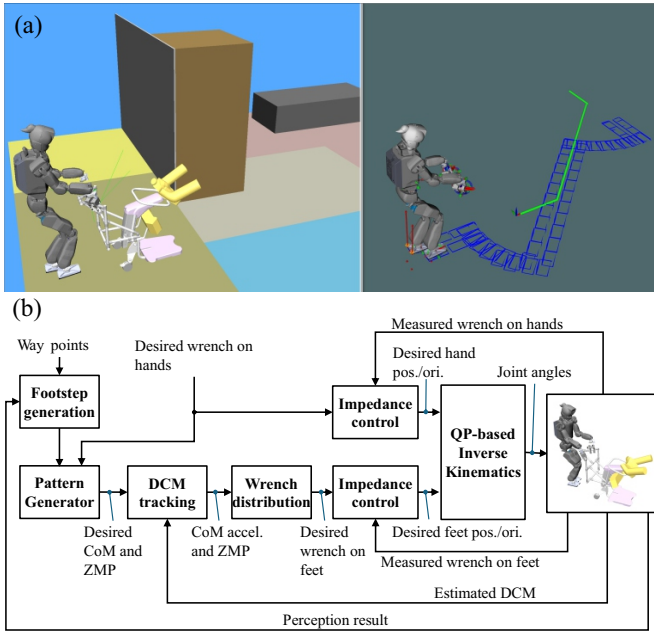 (a)
(b)
Way points
Desired wrench on
hands
Measured wrench on hands
Desired hand
pos./ori.
Joint angles
Footstep
generation
Impedance
control
QP-based
Inverse
Kinematics
Pattern
Generator
DCM
tracking
Wrench
distribution
Impedance
control
Desired
CoM and
ZMP
CoM accel.
and ZMP
Desired
wrench on
feet
Desired feet pos./ori.
Measured wrench on feet
Estimated DCM
Perception result